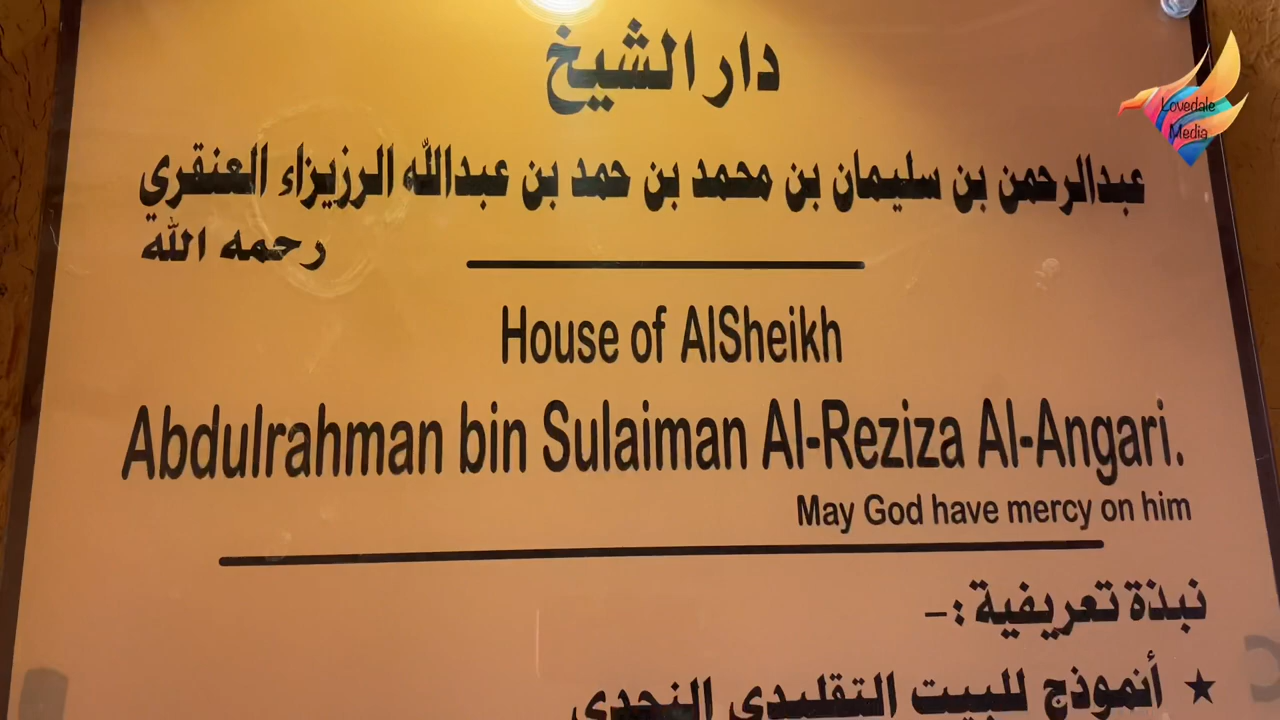 دار الشيخ
عبدالرحمن بن سليمان بن محمد بن حمد بن عبدالله الرزيزاء العنقري
رحمه الله
House of AlSheikh
Abdulrahman bin Sulaiman Al-Reziza Al-Angari.
May God have mercy on him
نبذة تعريفية :-
★ أنموذج للبيت التقليدي النجدي
Lovedale
Media